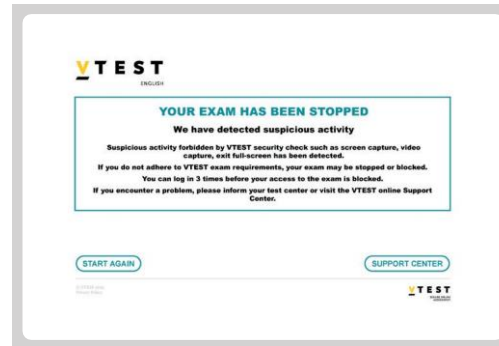 VTEST
ENGLISH
YOUR EXAM HAS BEEN STOPPED
We have detected suspicious activity
Suspicious activity forbidden by VTEST security check such as screen capture, video
capture, exit full-screen has been detected.
If you do not adhere to VTEST exam requirements, your exam may be stopped or blocked.
You can log in 3 times before your access to the exam is blocked.
If you encounter a problem, please inform your test center or visit the VTEST online Support
Center.
START AGAIN
SUPPORT CENTER
VTEST